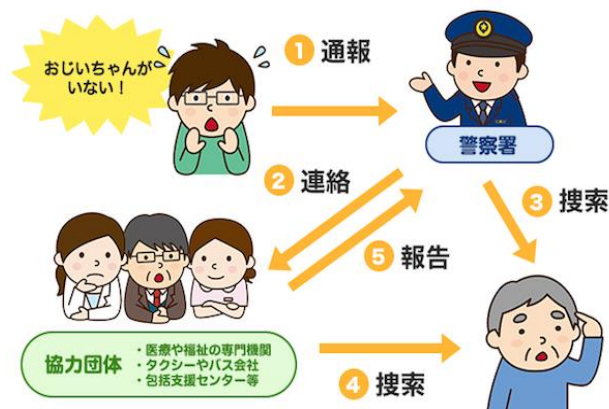 おじいちゃんが
いない！
1 通報
警察署
2 連絡
3 捜索
5 報告
協力団体
・医療や福祉の専門機関
・タクシーやバス会社
・包括支援センター等
4 捜索